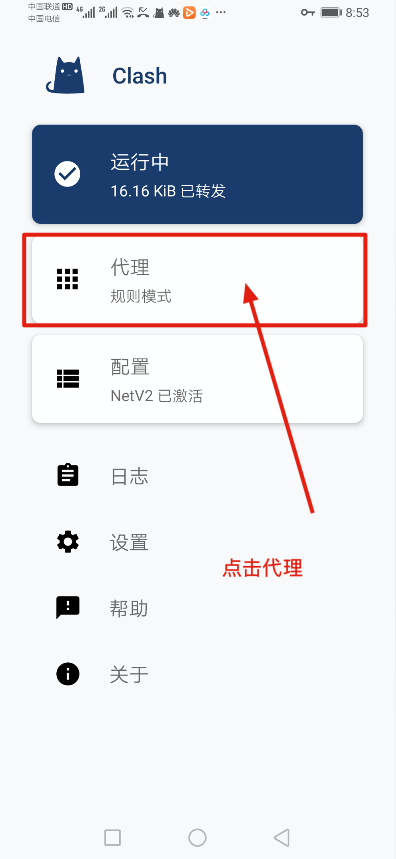 中国联通 HD 4G 2G 8:53
中国电信
Clash
运行中
16.16 KiB 已转发
代理
规则模式
配置
NetV2 已激活
日志
设置
点击代理
帮助
关于